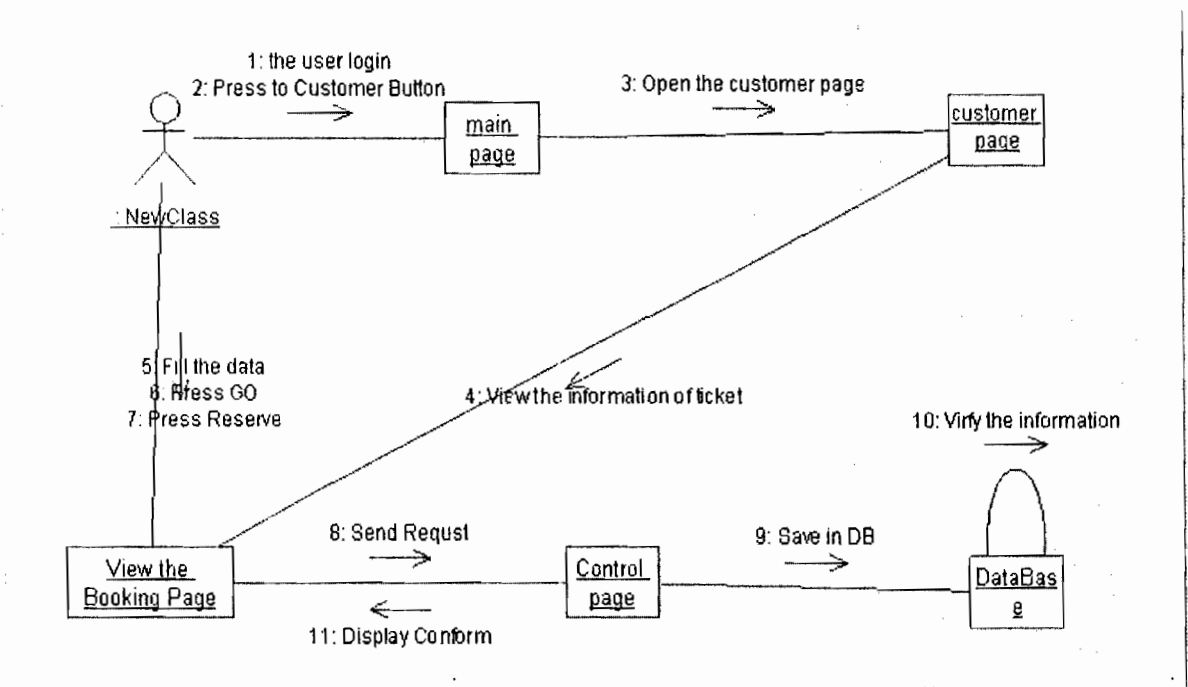 1: the user login
2: Press to Customer Button
3: Open the customer page
main
page
customer
page
: NewClass
5: Fill the data
6: Press GO
7: Press Reserve
4: View the information of ticket
10: Virfy the information
8: Send Requst
9: Save in DB
View the
Booking Page
Control
page
DataBas
e
11: Display Conform